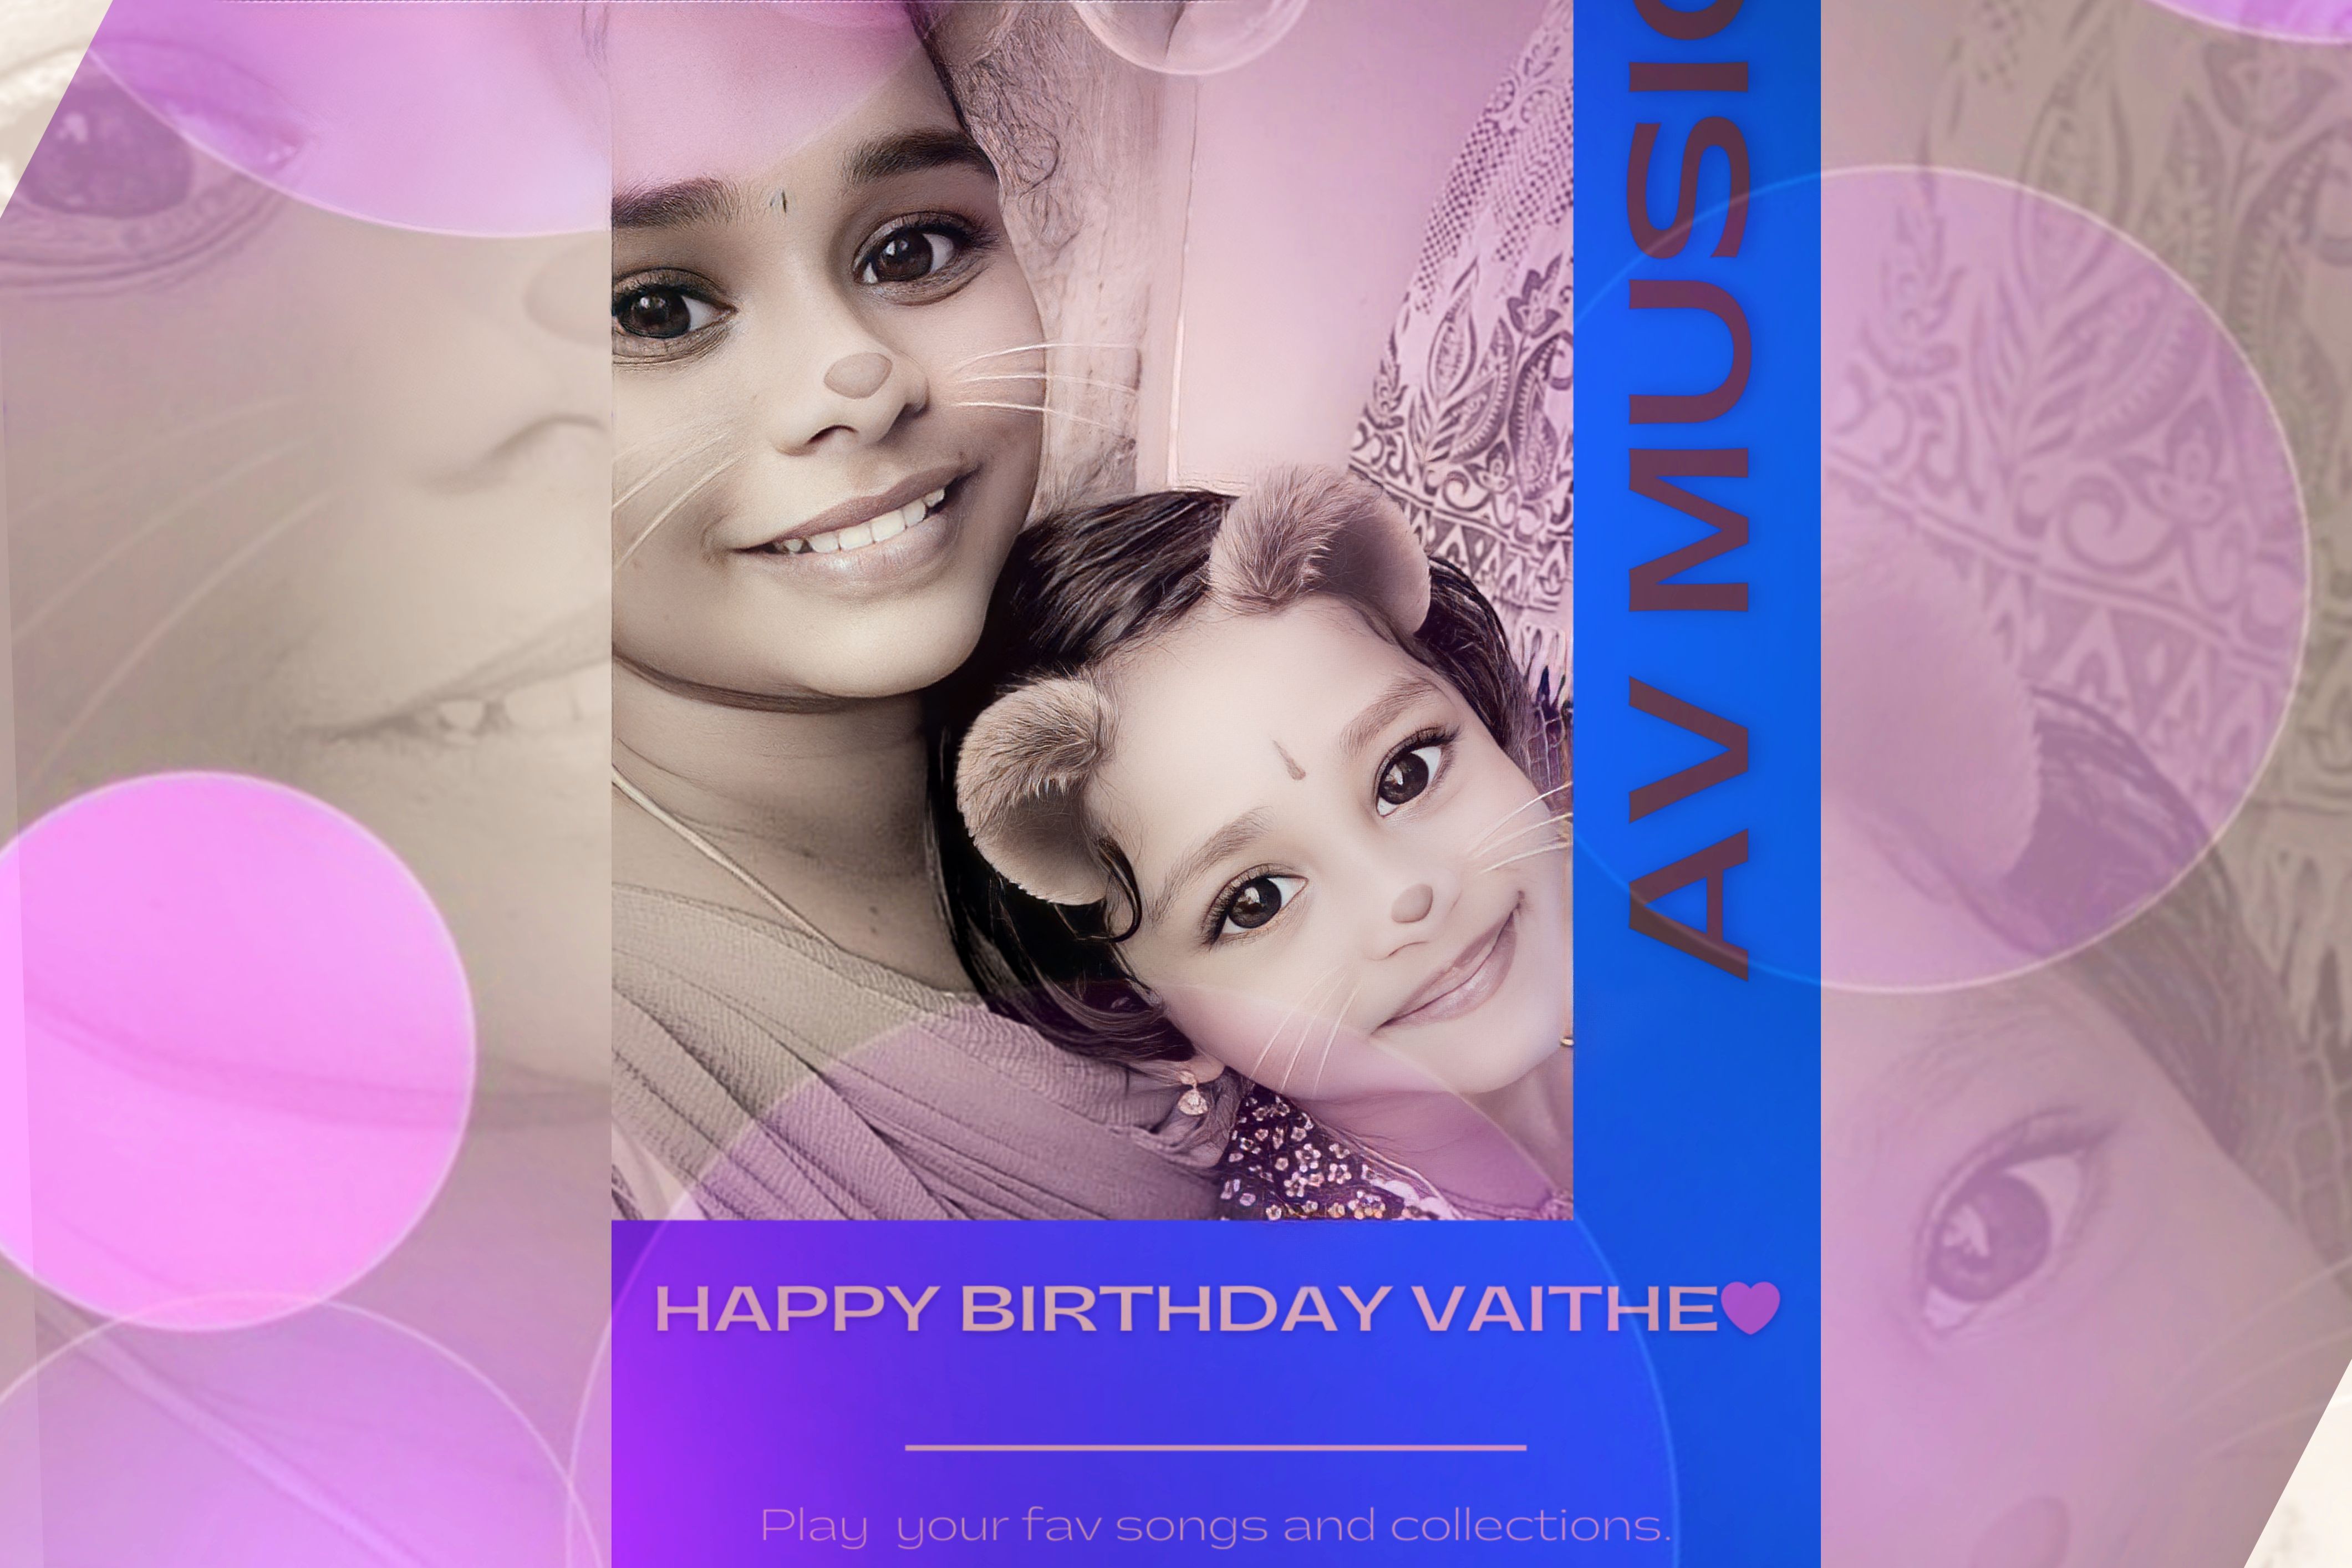 AV MUSIC
HAPPY BIRTHDAY VAITHE💜
Play your fav songs and collections.